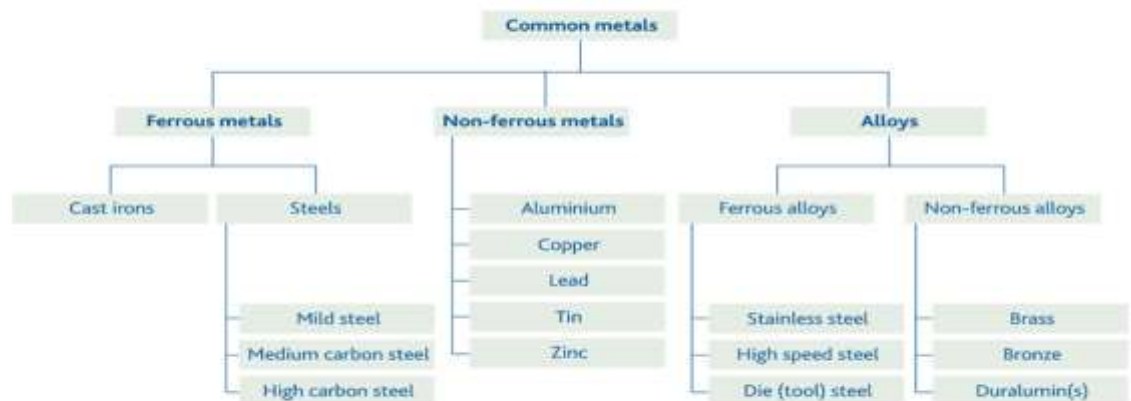 Common metals
Ferrous metals
Non-ferrous metals
Alloys
Cast irons
Steels
Aluminium
Ferrous alloys
Non-ferrous alloys
Copper
Lead
Mild steel
Tin
Stainless steel
Brass
Medium carbon steel
Zinc
High speed steel
Bronze
High carbon steel
Die (tool) steel
Duralumin(s)